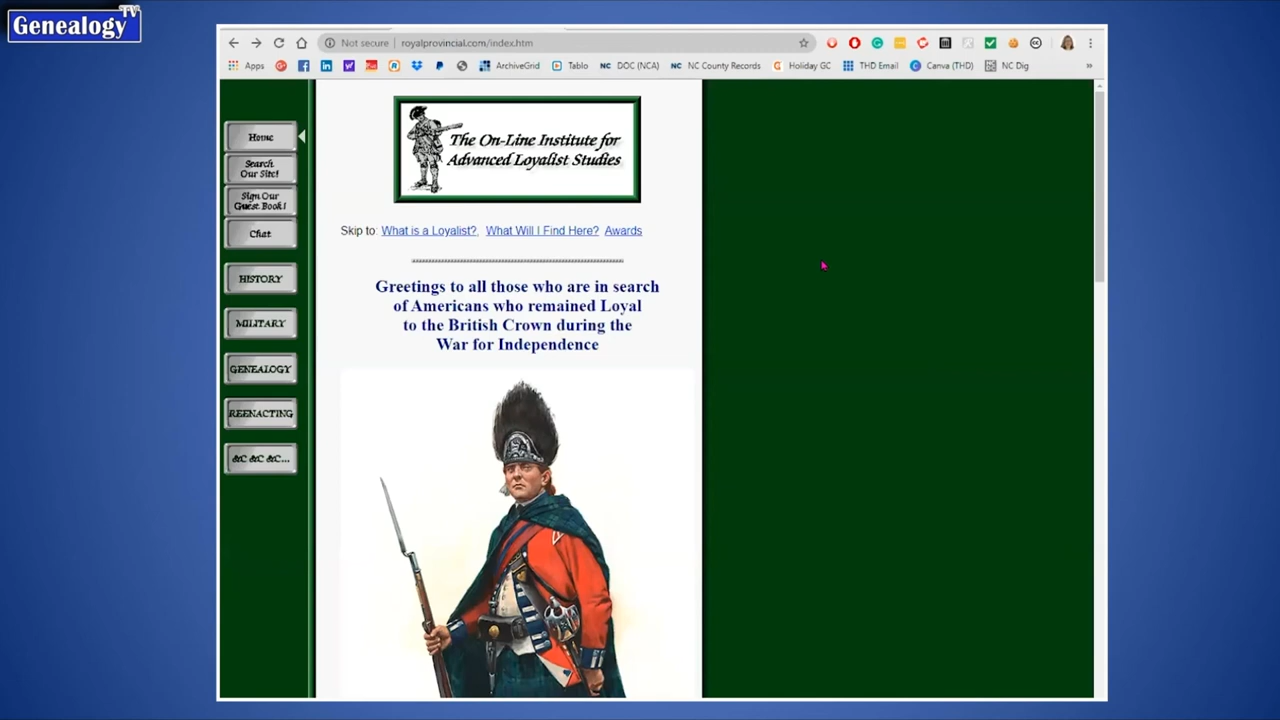 Genealogy TV
Not secure | royalprovincial.com/index.htm
Apps ArchiveGrid Tablo NC DOC (NCA) NC NC County Records Holiday GC THD Email Canva (THD) NC Dig »
Home
Search
Our Site!
Sign Our
Guest Book!
Chat
HISTORY
MILITARY
GENEALOGY
REENACTING
&C &C &C...
The On-Line Institute for
Advanced Loyalist Studies
Skip to: What is a Loyalist?, What Will I Find Here? Awards
Greetings to all those who are in search
of Americans who remained Loyal
to the British Crown during the
War for Independence